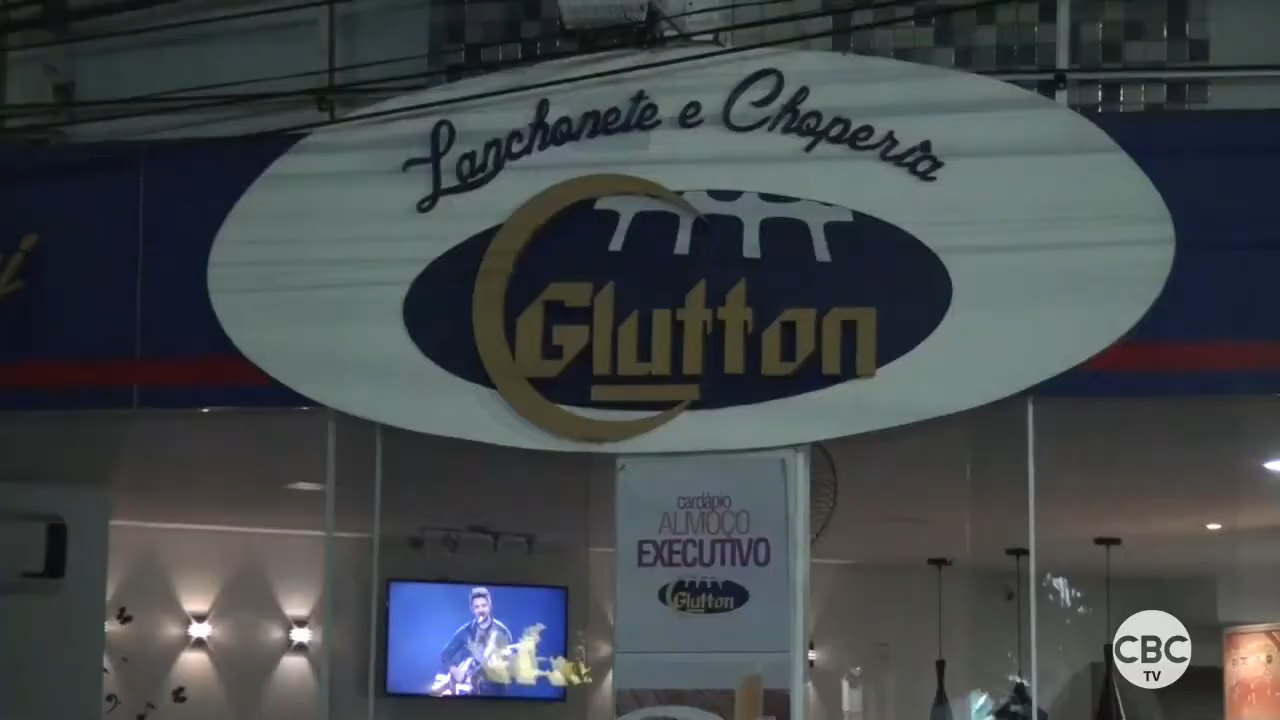 Lanchonete e Choperia
Glutton
cardápio
ALMOÇO
EXECUTIVO
Glutton
CBC
TV